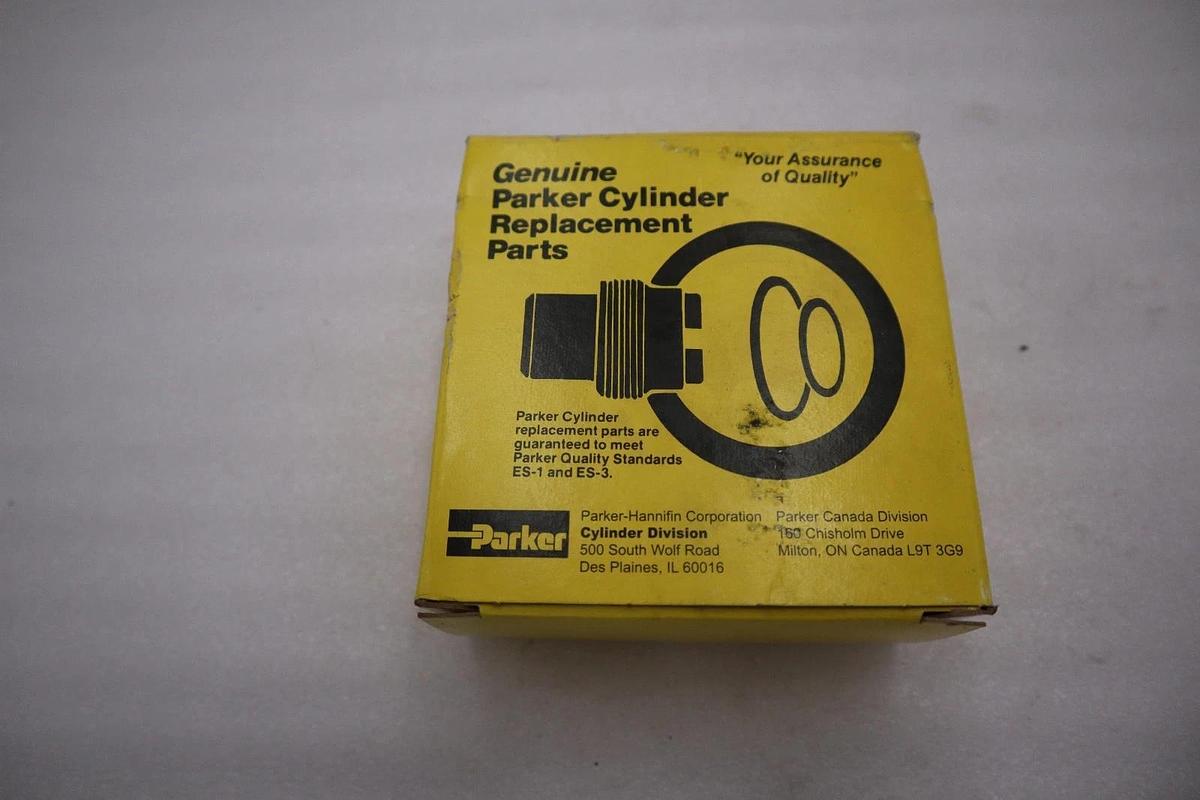 Genuine
Parker Cylinder
Replacement
Parts
"Your Assurance
of Quality"
Parker Cylinder
replacement parts are
guaranteed to meet
Parker Quality Standards
ES-1 and ES-3.
Parker
Parker-Hannifin Corporation
Cylinder Division
500 South Wolf Road
Des Plaines, IL 60016
Parker Canada Division
160 Chisholm Drive
Milton, ON Canada L9T 3G9